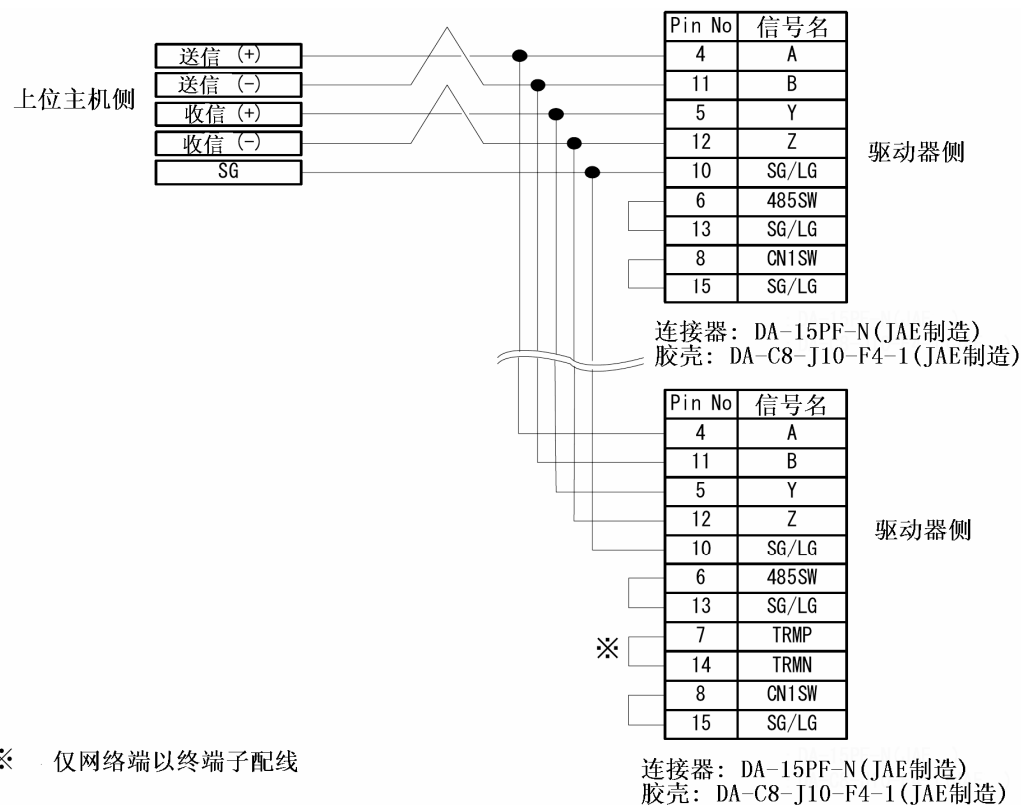 Pin No 信号名
送信 (+)
4 A
送信 (-)
11 B
上位主机侧
收信 (+)
5 Y
收信 (-)
12 Z
驱动器侧
SG
10 SG/LG
6 485SW
13 SG/LG
8 CN1SW
15 SG/LG
连接器: DA-15PF-N(JAE制造)
胶壳: DA-C8-J10-F4-1(JAE制造)
Pin No 信号名
4 A
11 B
5 Y
12 Z
驱动器侧
10 SG/LG
6 485SW
13 SG/LG
7 TRMP
※
14 TRMN
8 CN1SW
15 SG/LG
※ 仅网络端以终端子配线
连接器: DA-15PF-N(JAE制造)
胶壳: DA-C8-J10-F4-1(JAE制造)